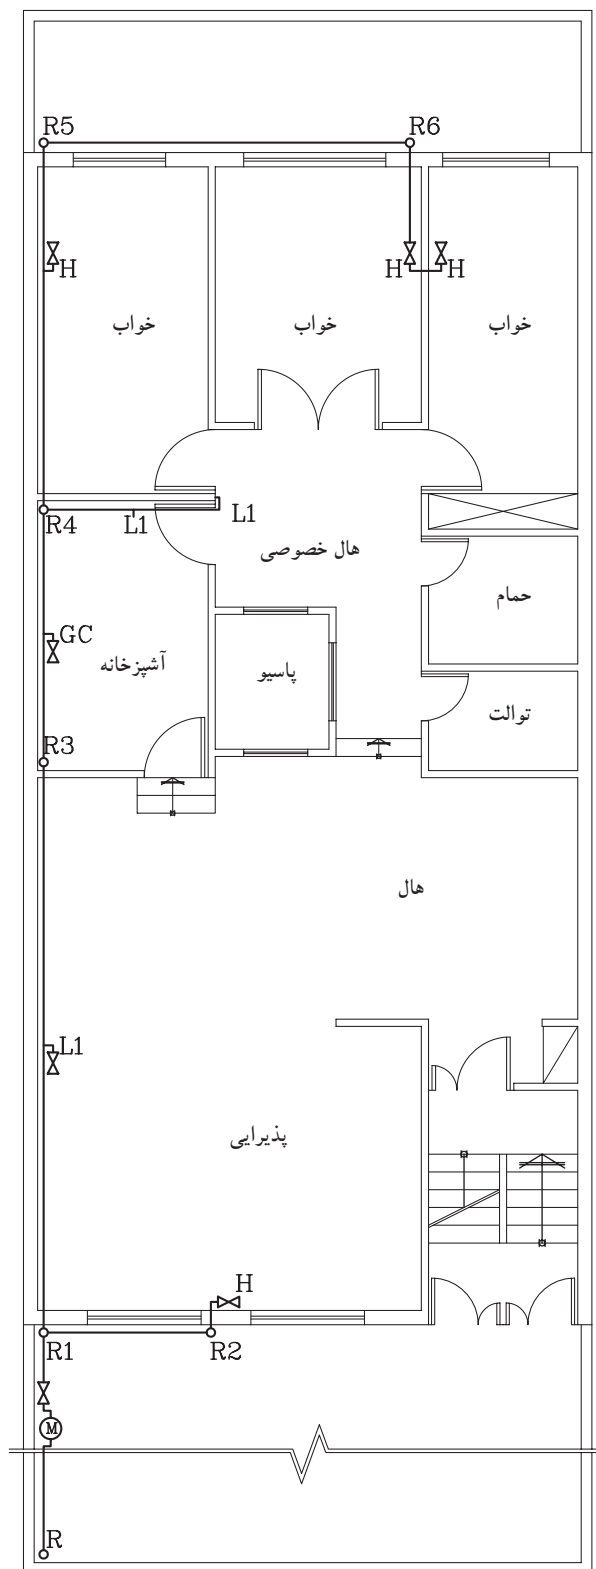 R5 R6
H H H
خواب خواب خواب
R4 L1 L1
هال خصوصی
حمام
GC
آشپزخانه پاسیو
توالت
R3
هال
L1
پذیرایی
H
R1 R2
M
R